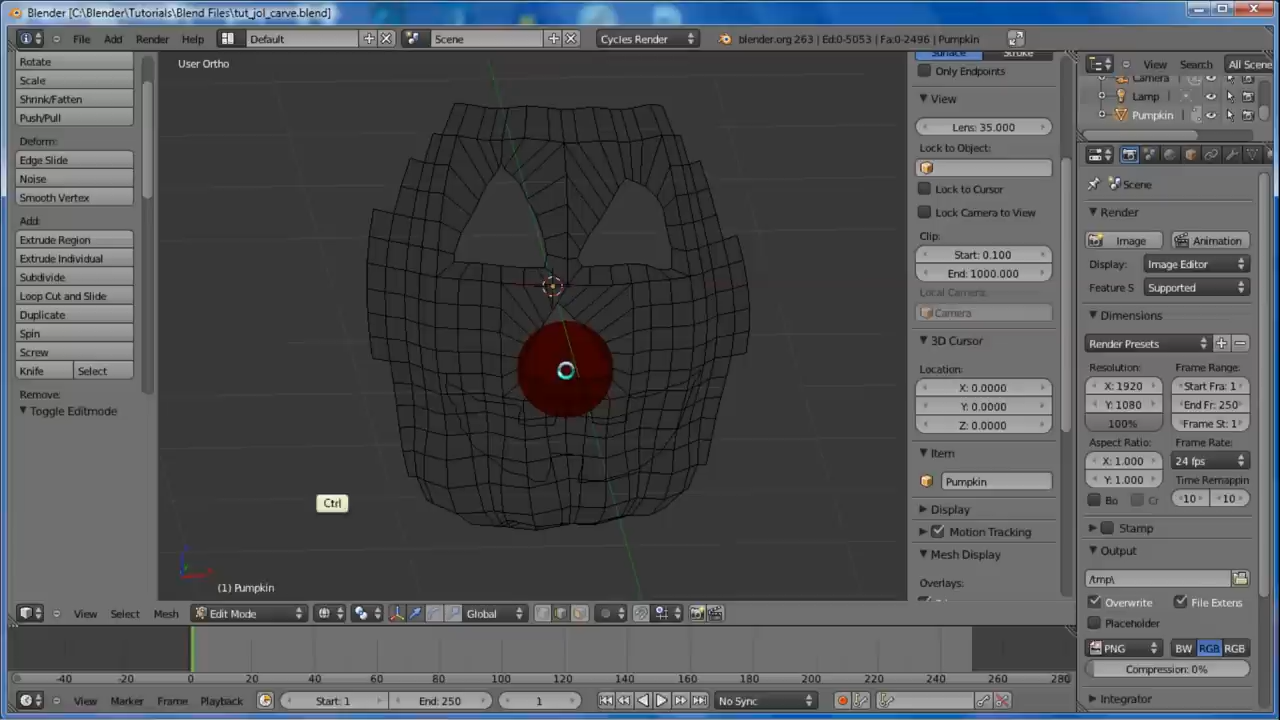 Blender [C:\Blender\Tutorials\Blend Files\tut_jol_carve.blend]
File Add Render Help Default Scene Cycles Render blender.org 263 | Ed:0-5053 | Fa:0-2496 | Pumpkin
Rotate
Scale
Shrink/Fatten
Push/Pull
Deform:
Edge Slide
Noise
Smooth Vertex
Add:
Extrude Region
Extrude Individual
Subdivide
Loop Cut and Slide
Duplicate
Spin
Screw
Knife Select
Remove:
Toggle Editmode
User Ortho
Ctrl
(1) Pumpkin
Surface Stroke
Only Endpoints
View
Lens: 35.000
Lock to Object:
Lock to Cursor
Lock Camera to View
Clip:
Start: 0.100
End: 1000.000
Local Camera:
Camera
3D Cursor
Location:
X: 0.0000
Y: 0.0000
Z: 0.0000
Item
Pumpkin
Display
Motion Tracking
Mesh Display
Overlays:
View Search All Scene
Camera
Lamp
Pumpkin
Scene
Render
Image Animation
Display: Image Editor
Feature S Supported
Dimensions
Render Presets
Resolution: Frame Range:
X: 1920 Start Fra: 1
Y: 1080 End Fr: 250
100% Frame St: 1
Aspect Ratio: Frame Rate:
X: 1.000 24 fps
Y: 1.000 Time Remappin
Bo Cr 10 10
Stamp
Output
/tmp\
Overwrite File Extens
Placeholder
PNG BW RGB RGB
Compression: 0%
Integrator
View Select Mesh Edit Mode Global
-40 -20 0 20 40 60 80 100 120 140 160 180 200 220 240 260 280
View Marker Frame Playback Start: 1 End: 250 1 No Sync